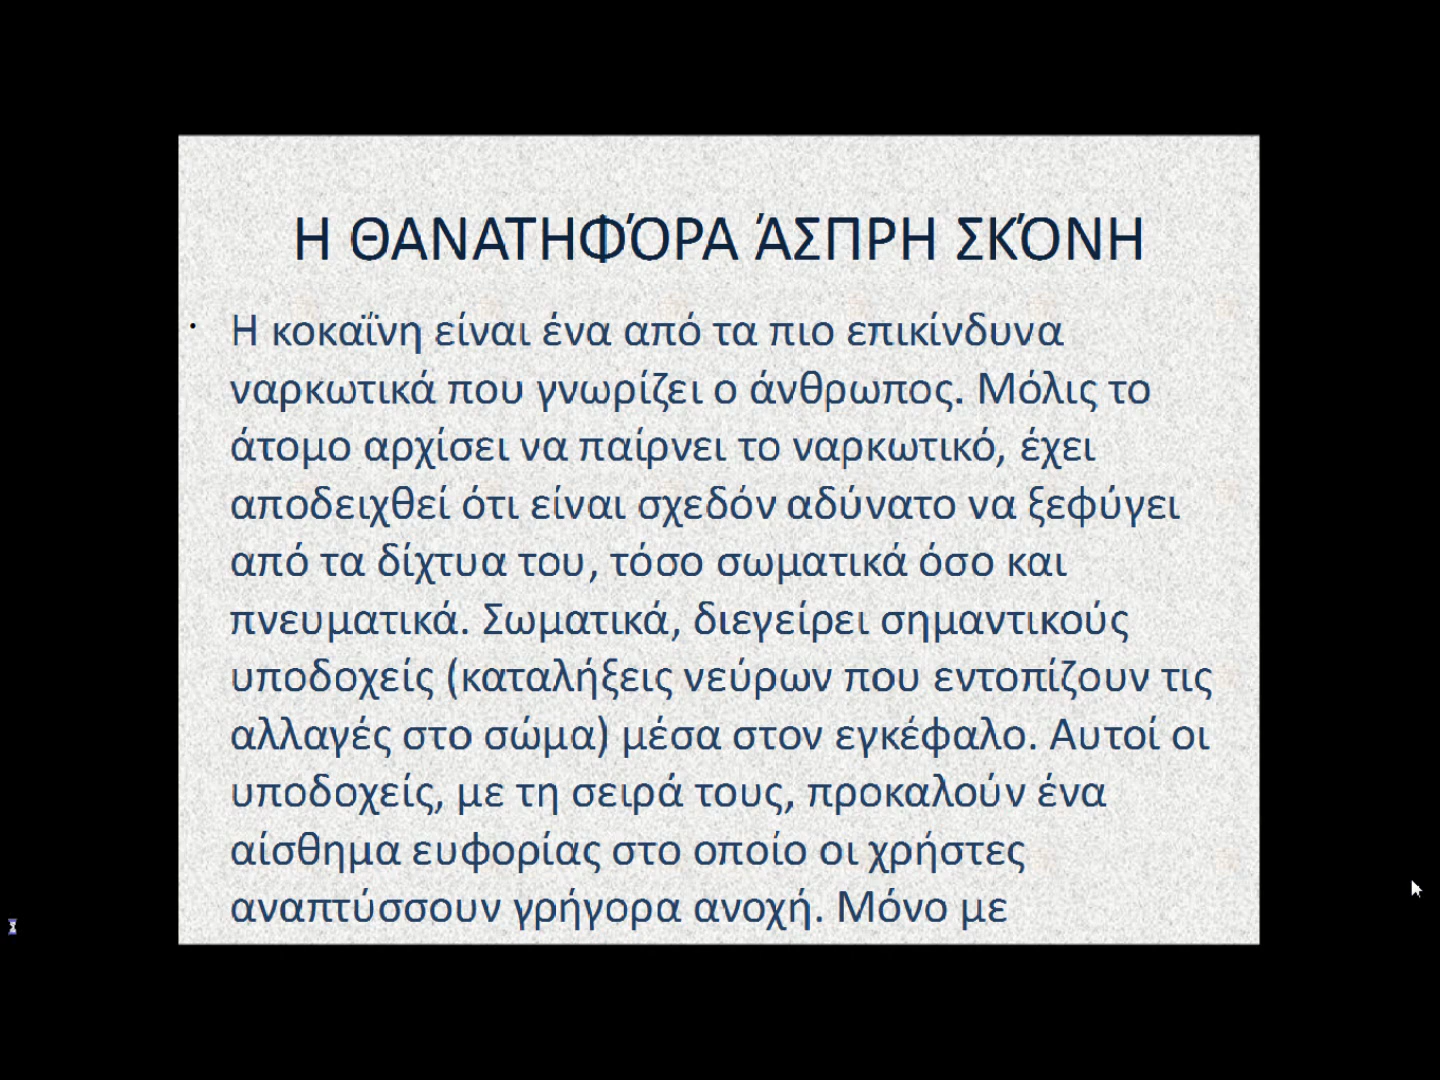 Η ΘΑΝΑΤΗΦΌΡΑ ΆΣΠΡΗ ΣΚΌΝΗ
• Η κοκαΐνη είναι ένα από τα πιο επικίνδυνα
ναρκωτικά που γνωρίζει ο άνθρωπος. Μόλις το
άτομο αρχίσει να παίρνει το ναρκωτικό, έχει
αποδειχθεί ότι είναι σχεδόν αδύνατο να ξεφύγει
από τα δίχτυα του, τόσο σωματικά όσο και
πνευματικά. Σωματικά, διεγείρει σημαντικούς
υποδοχείς (καταλήξεις νεύρων που εντοπίζουν τις
αλλαγές στο σώμα) μέσα στον εγκέφαλο. Αυτοί οι
υποδοχείς, με τη σειρά τους, προκαλούν ένα
αίσθημα ευφορίας στο οποίο οι χρήστες
αναπτύσσουν γρήγορα ανοχή. Μόνο με